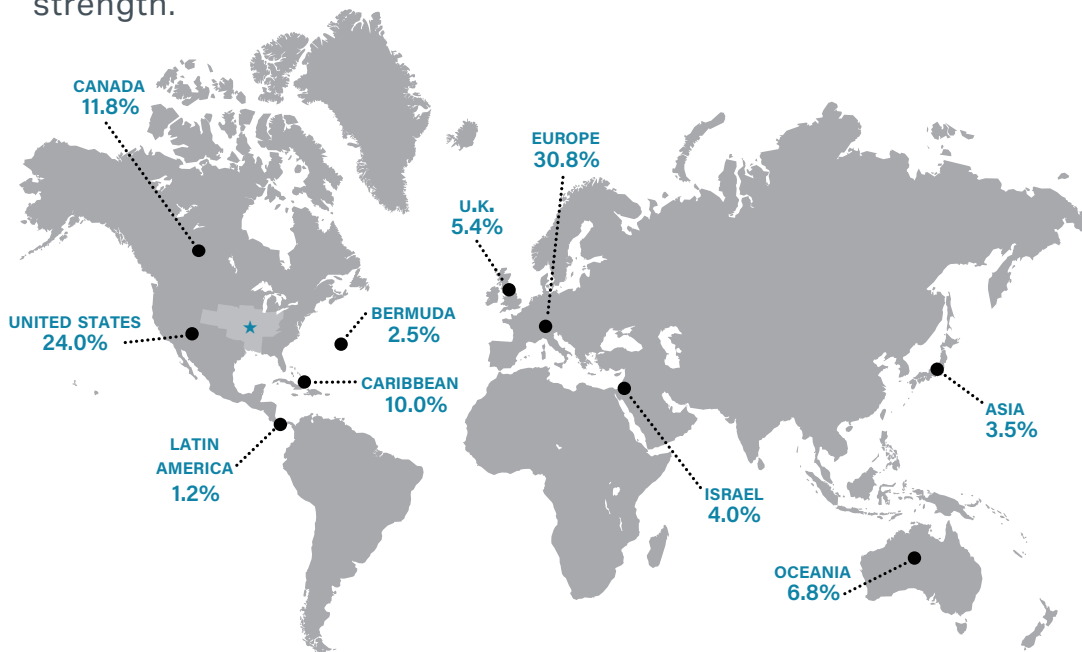 strength.
CANADA
11.8%
EUROPE
30.8%
U.K.
5.4%
UNITED STATES
24.0%
BERMUDA
2.5%
CARIBBEAN
10.0%
LATIN
AMERICA
1.2%
ASIA
3.5%
ISRAEL
4.0%
OCEANIA
6.8%